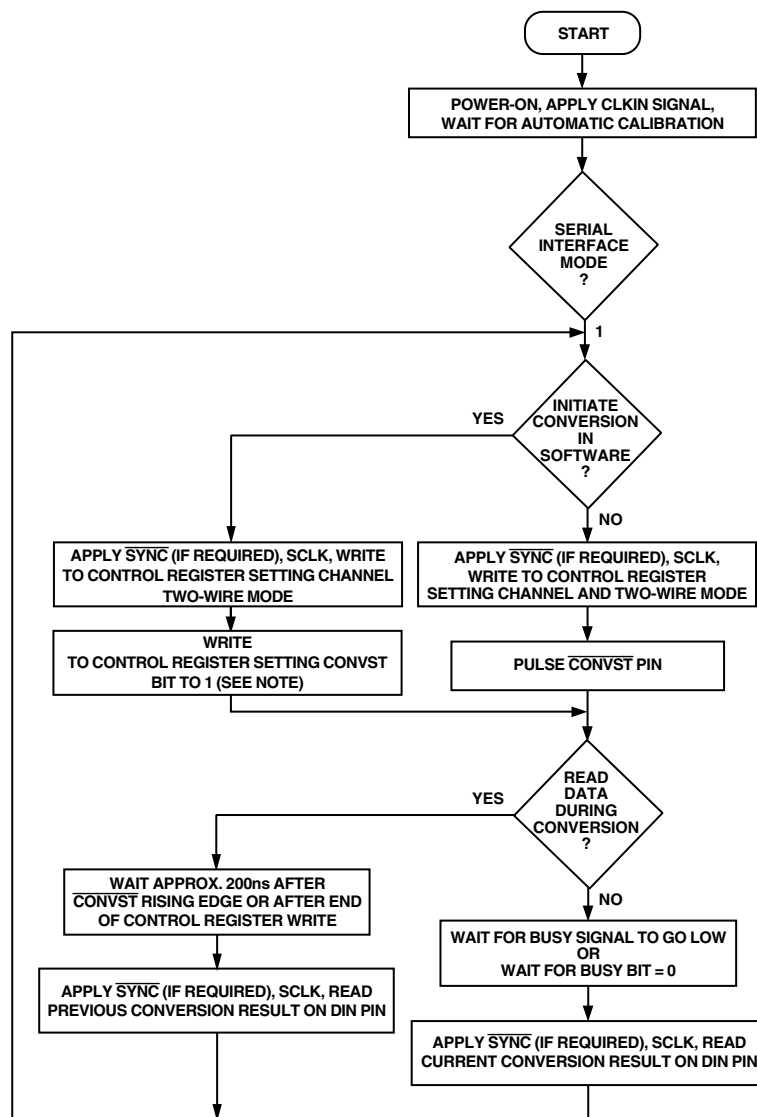 START
POWER-ON, APPLY CLKIN SIGNAL,
WAIT FOR AUTOMATIC CALIBRATION
SERIAL
INTERFACE
MODE
?
1
INITIATE
CONVERSION
IN
SOFTWARE
?
YES
NO
APPLY SYNC (IF REQUIRED), SCLK, WRITE
TO CONTROL REGISTER SETTING CHANNEL
TWO-WIRE MODE
APPLY SYNC (IF REQUIRED), SCLK,
WRITE TO CONTROL REGISTER
SETTING CHANNEL AND TWO-WIRE MODE
WRITE
TO CONTROL REGISTER SETTING CONVST
BIT TO 1 (SEE NOTE)
PULSE CONVST PIN
READ
DATA
DURING
CONVERSION
?
YES
NO
WAIT APPROX. 200ns AFTER
CONVST RISING EDGE OR AFTER END
OF CONTROL REGISTER WRITE
WAIT FOR BUSY SIGNAL TO GO LOW
OR
WAIT FOR BUSY BIT = 0
APPLY SYNC (IF REQUIRED), SCLK, READ
PREVIOUS CONVERSION RESULT ON DIN PIN
APPLY SYNC (IF REQUIRED), SCLK, READ
CURRENT CONVERSION RESULT ON DIN PIN